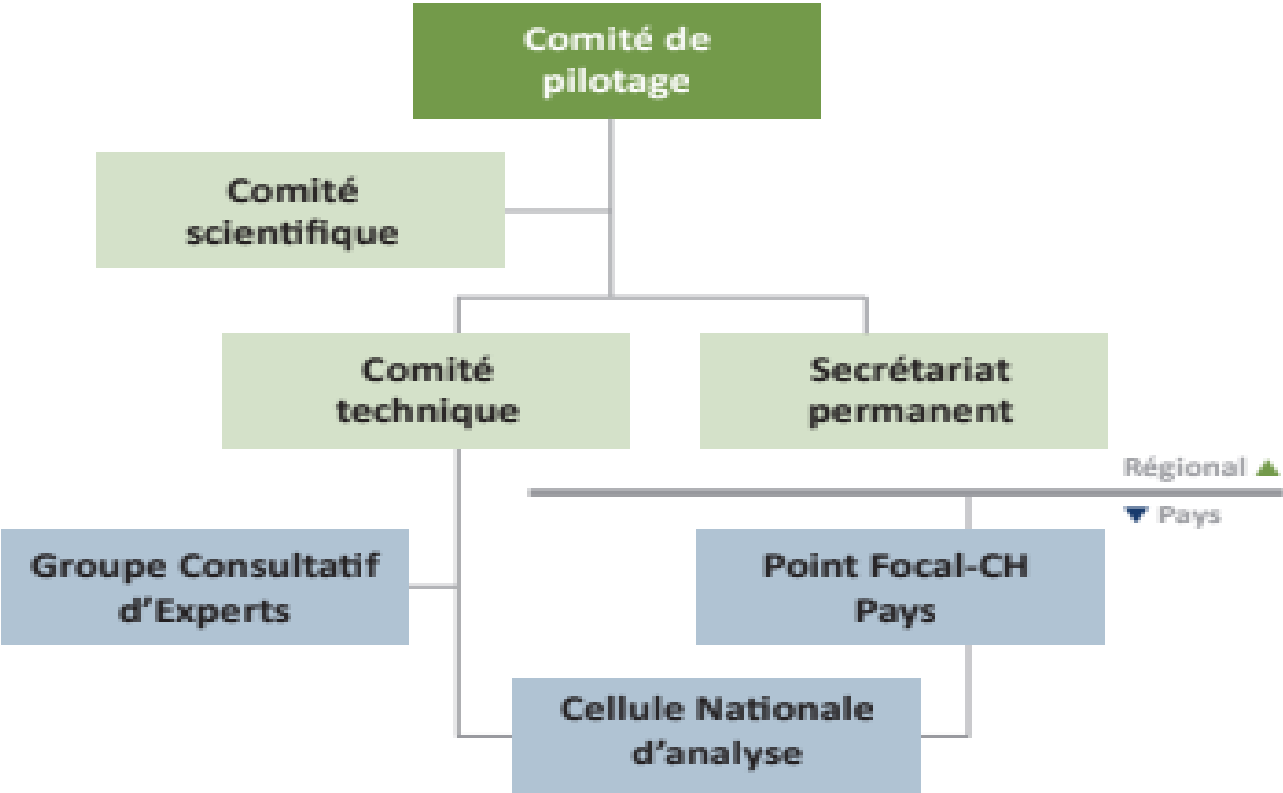 Comité de
pilotage
Comité
scientifique
Comité
technique
Secrétariat
permanent
Régional
Pays
Groupe Consultatif
d’Experts
Point Focal-CH
Pays
Cellule Nationale
d’analyse